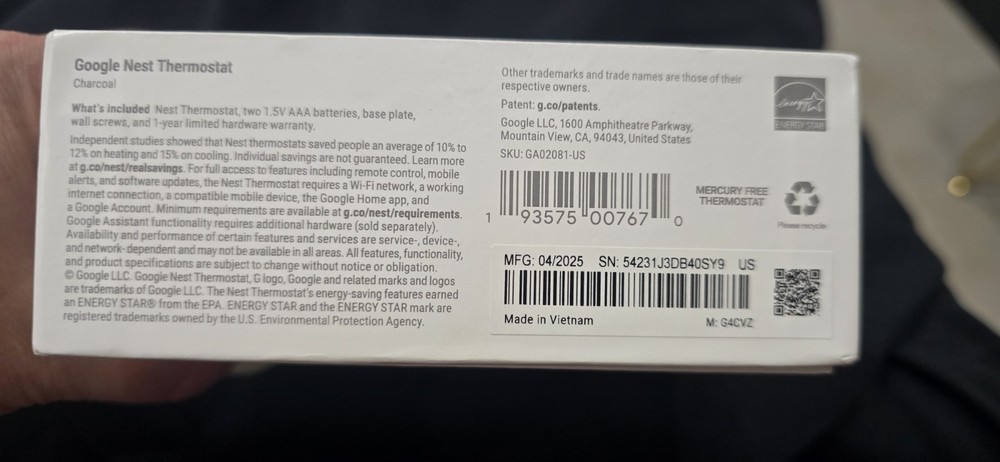 Google Nest Thermostat
Charcoal
What's included Nest Thermostat, two 1.5V AAA batteries, base plate,
wall screws, and 1-year limited hardware warranty.
Independent studies showed that Nest thermostats saved people an average of 10% to
12% on heating and 15% on cooling. Individual savings are not guaranteed. Learn more
at g.co/nest/realsavings. For full access to features including remote control, mobile
alerts, and software updates, the Nest Thermostat requires a Wi-Fi network, a working
internet connection, a compatible mobile device, the Google Home app, and
a Google Account. Minimum requirements are available at g.co/nest/requirements.
Google Assistant functionality requires additional hardware (sold separately).
Availability and performance of certain features and services are service-, device-,
and network-dependent and may not be available in all areas. All features, functionality,
and product specifications are subject to change without notice or obligation.
© Google LLC. Google Nest Thermostat, G logo, Google and related marks and logos
are trademarks of Google LLC. The Nest Thermostat's energy-saving features earned
an ENERGY STAR® from the EPA. ENERGY STAR and the ENERGY STAR mark are
registered trademarks owned by the U.S. Environmental Protection Agency.
Other trademarks and trade names are those of their
respective owners.
Patent: g.co/patents.
Google LLC, 1600 Amphitheatre Parkway,
Mountain View, CA, 94043, United States
SKU: GA02081-US
energy
ENERGY STAR
1 93575 00767 0
MERCURY FREE
THERMOSTAT
Please recycle
MFG: 04/2025 SN: 54231J3DB40SY9 US
Made in Vietnam
M: G4CVZ